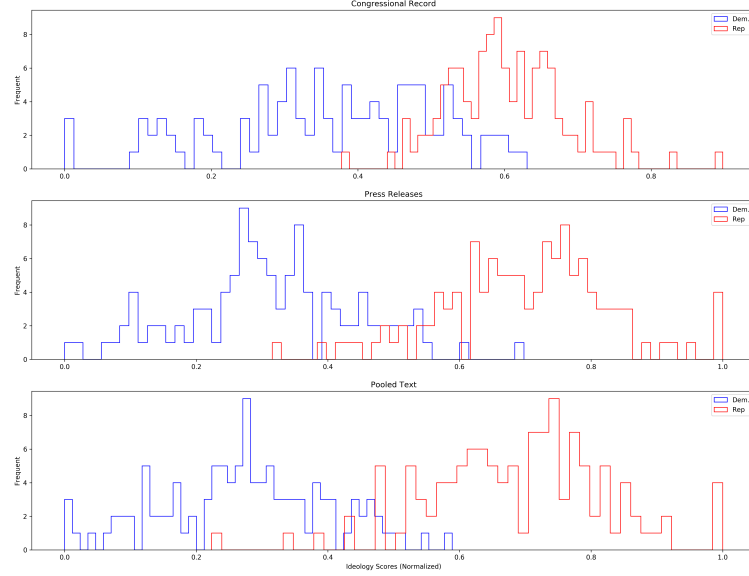 Congressional Record
Dem.
Rep
Frequent
8
6
4
2
0
0.0 0.2 0.4 0.6 0.8
Press Releases
Dem.
Rep
Frequent
8
6
4
2
0
0.0 0.2 0.4 0.6 0.8 1.0
Pooled Text
Dem.
Rep
Frequent
8
6
4
2
0
0.0 0.2 0.4 0.6 0.8 1.0
Ideology Scores (Normalized)